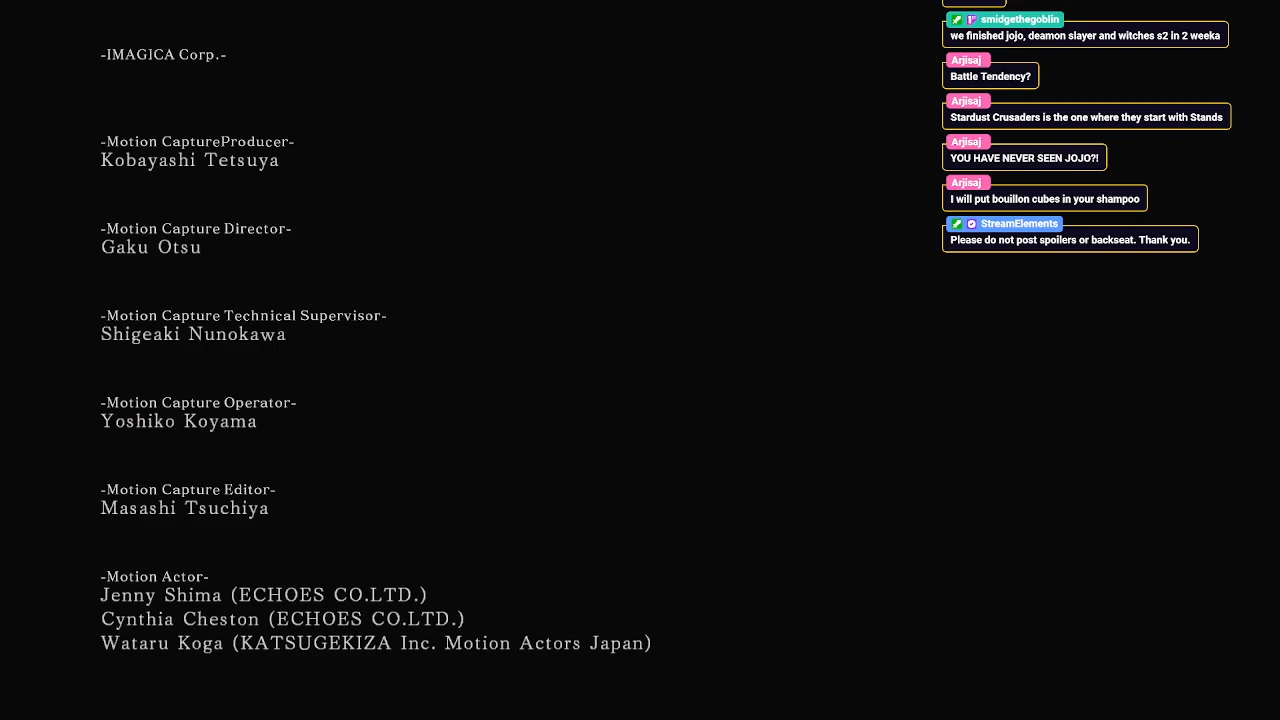 -IMAGICA Corp.-
-Motion CaptureProducer-
Kobayashi Tetsuya
-Motion Capture Director-
Gaku Otsu
-Motion Capture Technical Supervisor-
Shigeaki Nunokawa
-Motion Capture Operator-
Yoshiko Koyama
-Motion Capture Editor-
Masashi Tsuchiya
-Motion Actor-
Jenny Shima (ECHOES CO.LTD.)
Cynthia Cheston (ECHOES CO.LTD.)
Wataru Koga (KATSUGEKIZA Inc. Motion Actors Japan)
smidgethegoblin
we finished jojo, deamon slayer and witches s2 in 2 weeka
Arjisaj
Battle Tendency?
Arjisaj
Stardust Crusaders is the one where they start with Stands
Arjisaj
YOU HAVE NEVER SEEN JOJO?!
Arjisaj
I will put bouillon cubes in your shampoo
StreamElements
Please do not post spoilers or backseat. Thank you.